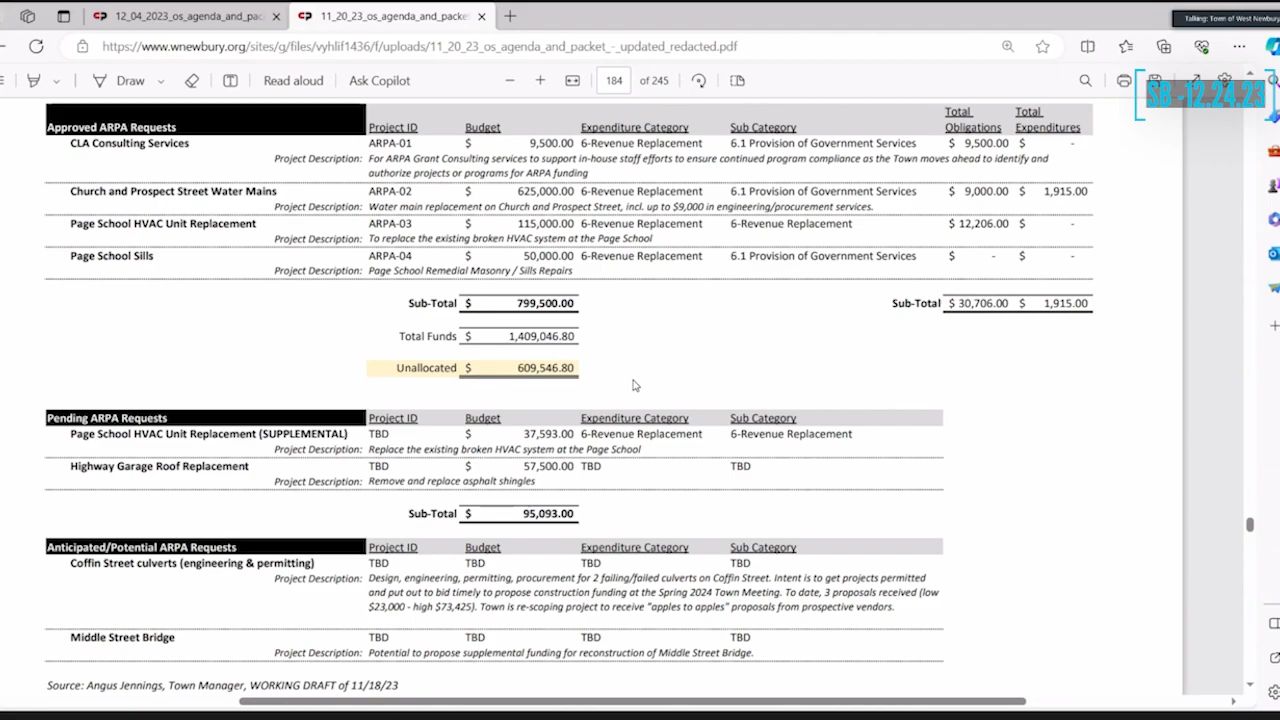 12_04_2023_os_agenda_and_pac
11_20_23_os_agenda_and_packe
Talking: Town of West Newbury
https://www.wnewbury.org/sites/g/files/vyhlif1436/f/uploads/11_20_23_os_agenda_and_packet_-_updated_redacted.pdf
Draw
Read aloud
Ask Copilot
184 of 245
SB -12.24.23
Approved ARPA Requests Project ID Budget Expenditure Category Sub Category Total Obligations Total Expenditures
CLA Consulting Services ARPA-01 $ 9,500.00 6-Revenue Replacement 6.1 Provision of Government Services $ 9,500.00 $ -
Project Description: For ARPA Grant Consulting services to support in-house staff efforts to ensure continued program compliance as the Town moves ahead to identify and
authorize projects or programs for ARPA funding
Church and Prospect Street Water Mains ARPA-02 $ 625,000.00 6-Revenue Replacement 6.1 Provision of Government Services $ 9,000.00 $ 1,915.00
Project Description: Water main replacement on Church and Prospect Street, incl. up to $9,000 in engineering/procurement services.
Page School HVAC Unit Replacement ARPA-03 $ 115,000.00 6-Revenue Replacement 6-Revenue Replacement $ 12,206.00 $ -
Project Description: To replace the existing broken HVAC system at the Page School
Page School Sills ARPA-04 $ 50,000.00 6-Revenue Replacement 6.1 Provision of Government Services $ - $ -
Project Description: Page School Remedial Masonry / Sills Repairs
Sub-Total $ 799,500.00 Sub-Total $ 30,706.00 $ 1,915.00
Total Funds $ 1,409,046.80
Unallocated $ 609,546.80
Pending ARPA Requests Project ID Budget Expenditure Category Sub Category
Page School HVAC Unit Replacement (SUPPLEMENTAL) TBD $ 37,593.00 6-Revenue Replacement 6-Revenue Replacement
Project Description: Replace the existing broken HVAC system at the Page School
Highway Garage Roof Replacement TBD $ 57,500.00 TBD TBD
Project Description: Remove and replace asphalt shingles
Sub-Total $ 95,093.00
Anticipated/Potential ARPA Requests Project ID Budget Expenditure Category Sub Category
Coffin Street culverts (engineering & permitting) TBD TBD TBD TBD
Project Description: Design, engineering, permitting, procurement for 2 failing/failed culverts on Coffin Street. Intent is to get projects permitted
and put out to bid timely to propose construction funding at the Spring 2024 Town Meeting. To date, 3 proposals received (low
$23,000 - high $73,425). Town is re-scoping project to receive "apples to apples" proposals from prospective vendors.
Middle Street Bridge TBD TBD TBD TBD
Project Description: Potential to propose supplemental funding for reconstruction of Middle Street Bridge.
Source: Angus Jennings, Town Manager, WORKING DRAFT of 11/18/23